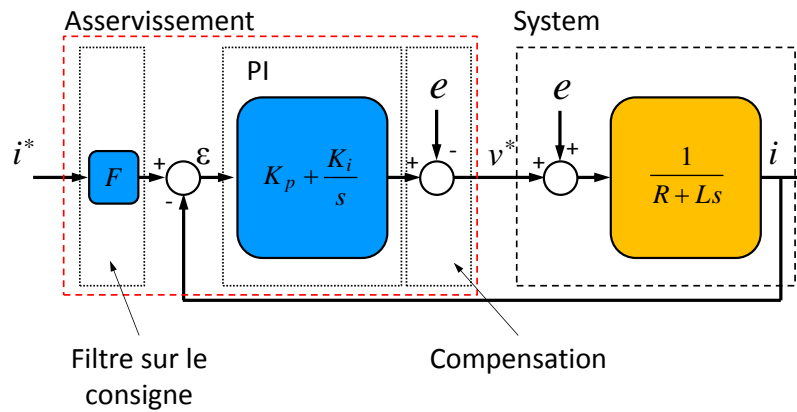 Asservissement
System
PI
e
e
i*
F
+
-
ε
K_p + K_i/s
+
-
v*
+
+
1/(R + Ls)
i
Filtre sur le
consigne
Compensation